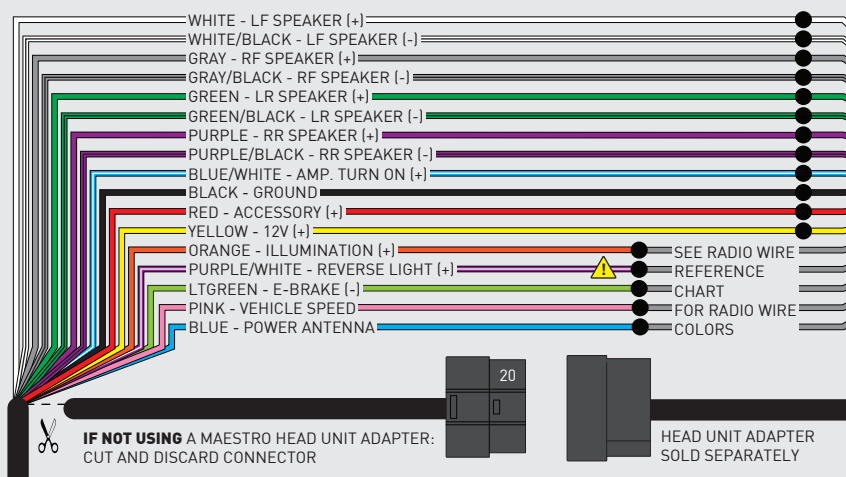 WHITE - LF SPEAKER (+)
WHITE/BLACK - LF SPEAKER (-)
GRAY - RF SPEAKER (+)
GRAY/BLACK - RF SPEAKER (-)
GREEN - LR SPEAKER (+)
GREEN/BLACK - LR SPEAKER (-)
PURPLE - RR SPEAKER (+)
PURPLE/BLACK - RR SPEAKER (-)
BLUE/WHITE - AMP. TURN ON (+)
BLACK - GROUND
RED - ACCESSORY (+)
YELLOW - 12V (+)
ORANGE - ILLUMINATION (+)
PURPLE/WHITE - REVERSE LIGHT (+)
LTGREEN - E-BRAKE (-)
PINK - VEHICLE SPEED
BLUE - POWER ANTENNA
!
SEE RADIO WIRE
REFERENCE
CHART
FOR RADIO WIRE
COLORS
20
IF NOT USING A MAESTRO HEAD UNIT ADAPTER:
CUT AND DISCARD CONNECTOR
HEAD UNIT ADAPTER
SOLD SEPARATELY